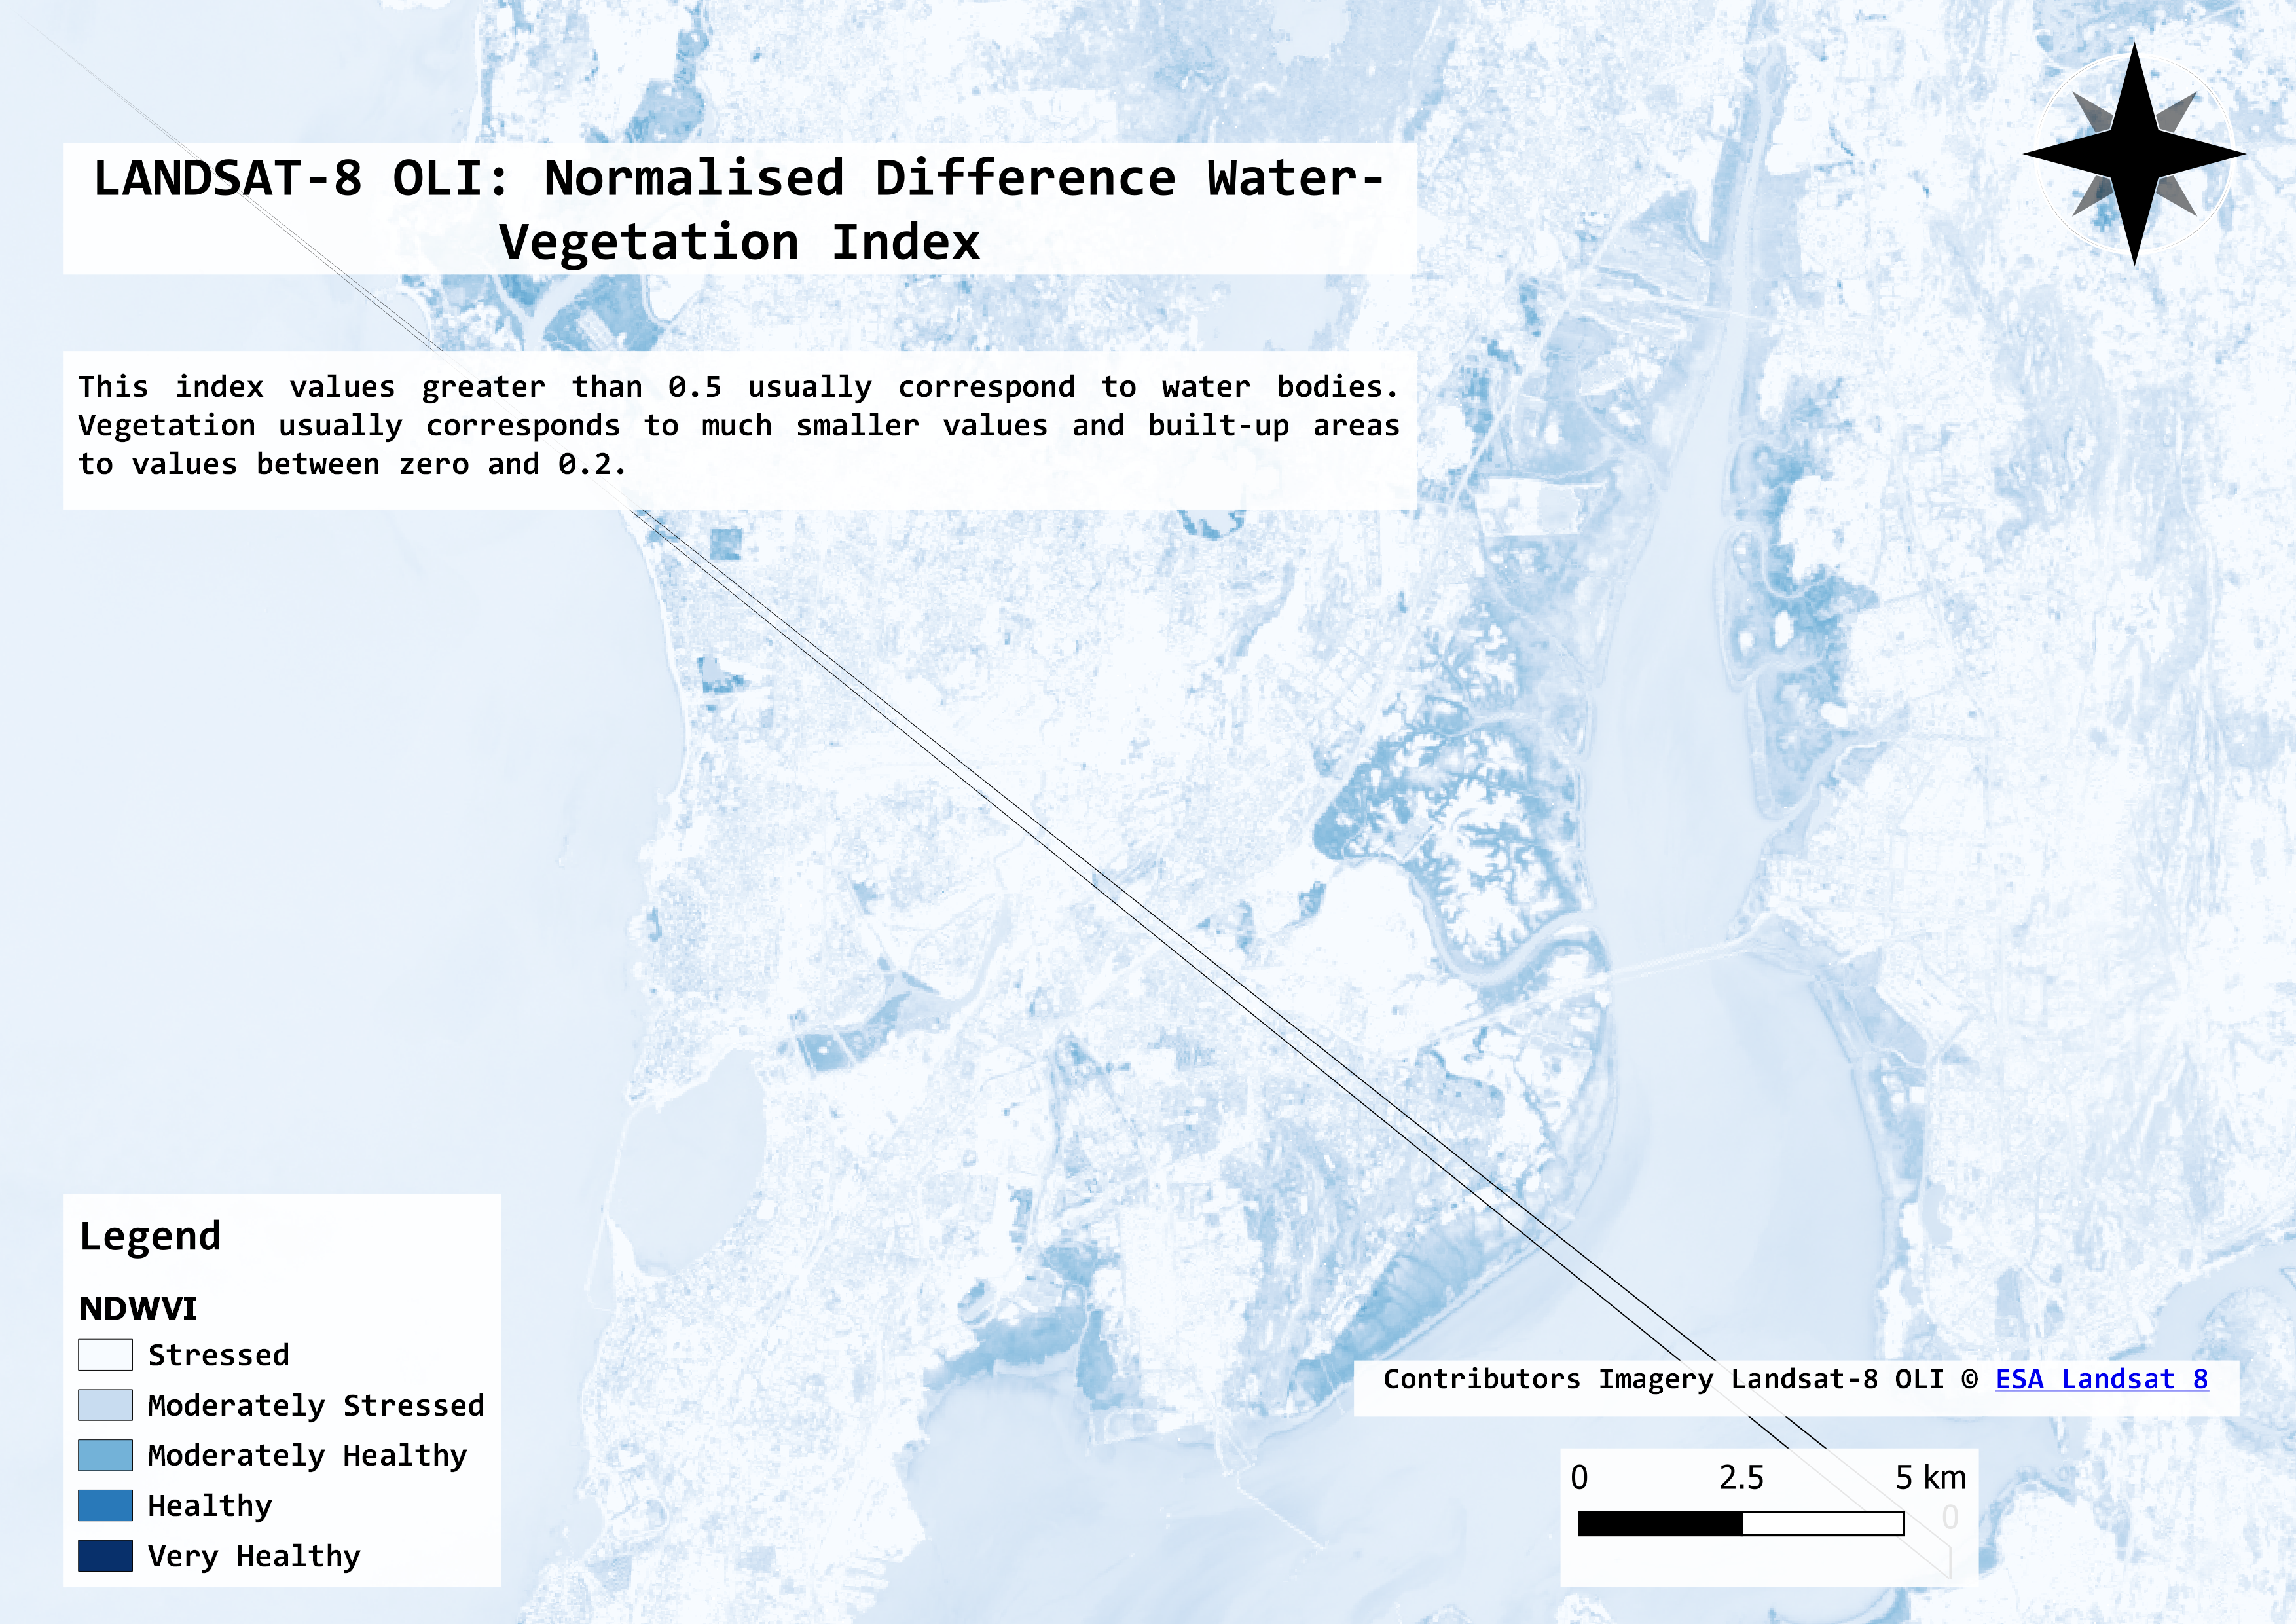 LANDSAT-8 OLI: Normalised Difference Water-
Vegetation Index
This index values greater than 0.5 usually correspond to water bodies.
Vegetation usually corresponds to much smaller values and built-up areas
to values between zero and 0.2.
Legend
NDWVI
Stressed
Moderately Stressed
Moderately Healthy
Healthy
Very Healthy
Contributors Imagery Landsat-8 OLI © ESA Landsat 8
0 2.5 5 km
0